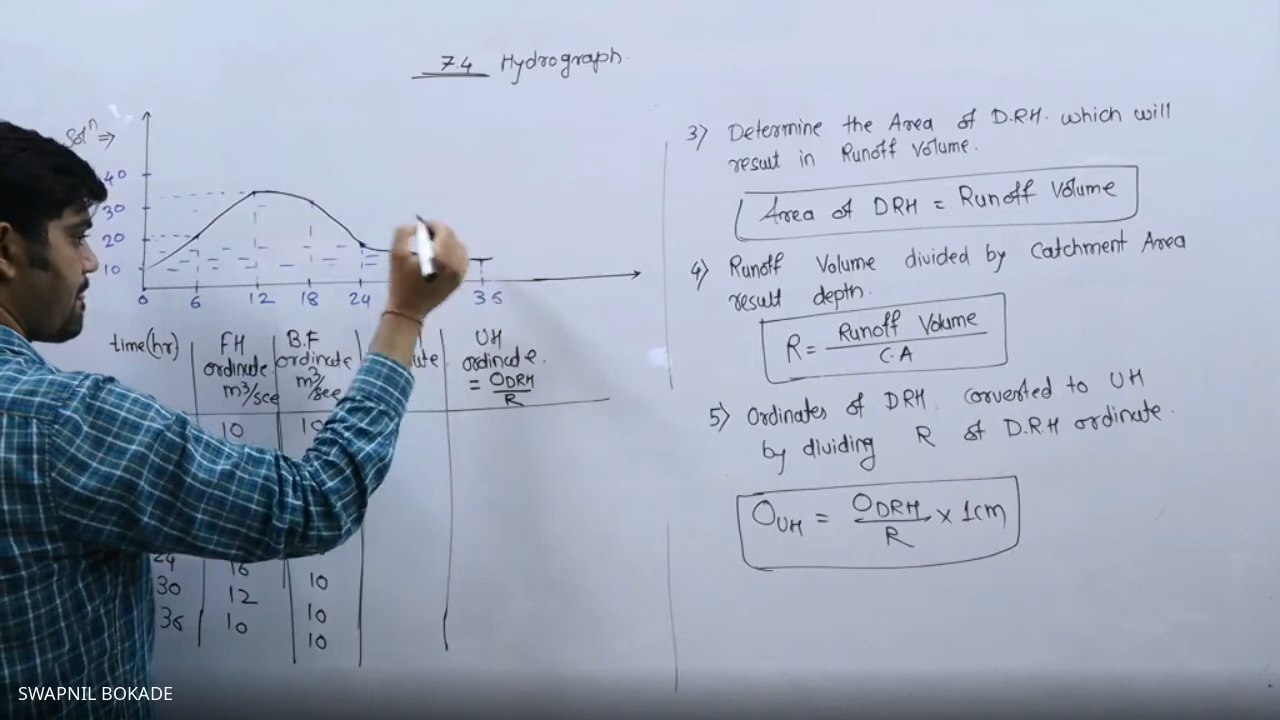 7.4 Hydrograph
Solⁿ ⇒
40
30
20
10
0 6 12 18 24 36
time(hr)
FH
ordinate
m³/sec
B.F
ordinate
m³/sec
UH
ordinate.
= ODRH/R
10 10
24 16 10
30 12 10
36 10 10
3) Determine the Area of D.R.H. which will
result in Runoff Volume.
Area of DRH = Runoff Volume
4) Runoff Volume divided by Catchment Area
result depth.
R = Runoff Volume / C.A
5) Ordinates of DRH. corverted to UH
by dividing R of D.R.H ordinate.
OUH = ODRH/R × 1cm
SWAPNIL BOKADE